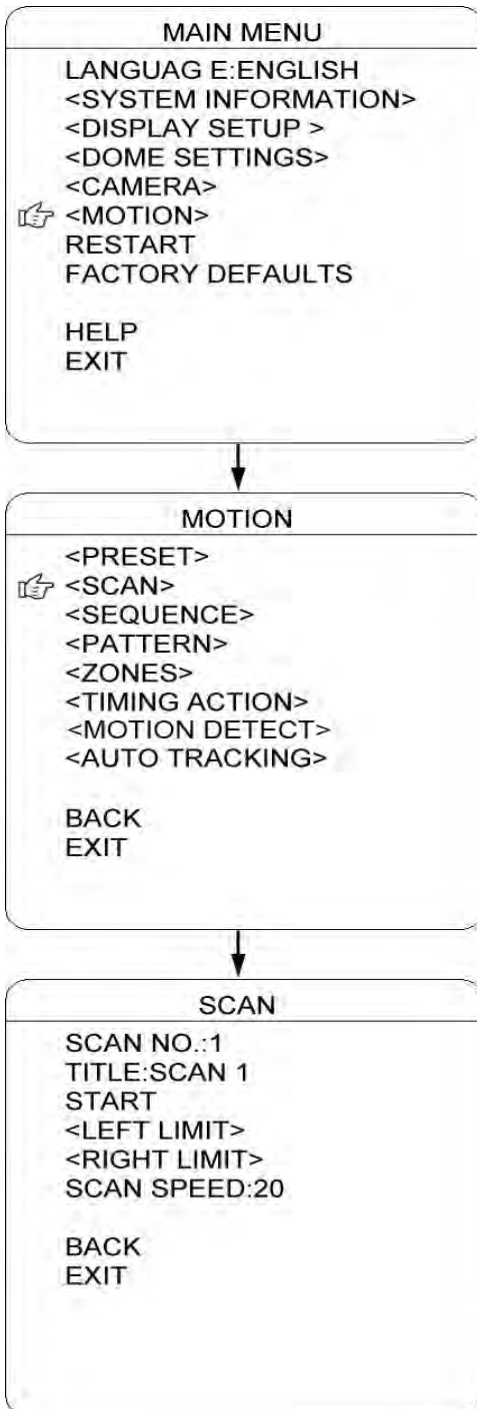 MAIN MENU
LANGUAG E:ENGLISH
<SYSTEM INFORMATION>
<DISPLAY SETUP >
<DOME SETTINGS>
<CAMERA>
<MOTION>
RESTART
FACTORY DEFAULTS
HELP
EXIT
MOTION
<PRESET>
<SCAN>
<SEQUENCE>
<PATTERN>
<ZONES>
<TIMING ACTION>
<MOTION DETECT>
<AUTO TRACKING>
BACK
EXIT
SCAN
SCAN NO.:1
TITLE:SCAN 1
START
<LEFT LIMIT>
<RIGHT LIMIT>
SCAN SPEED:20
BACK
EXIT